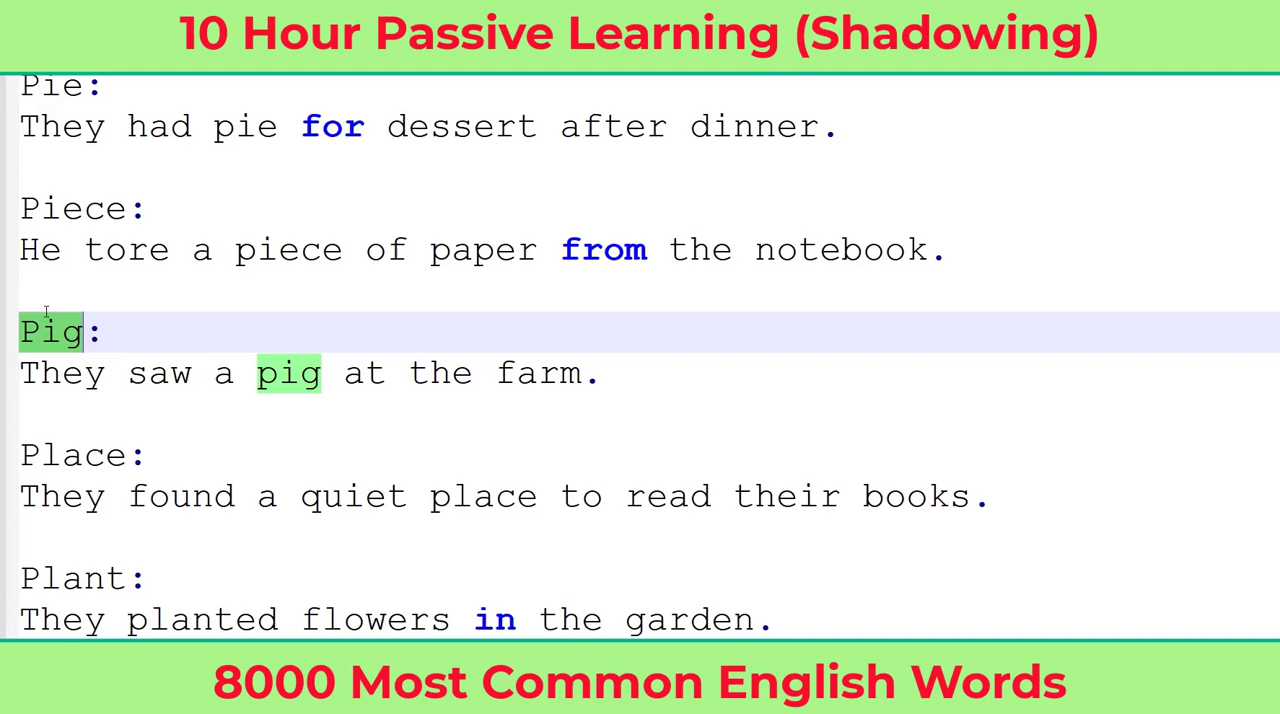 10 Hour Passive Learning (Shadowing)
Pie:
They had pie for dessert after dinner.
Piece:
He tore a piece of paper from the notebook.
Pig:
They saw a pig at the farm.
Place:
They found a quiet place to read their books.
Plant:
They planted flowers in the garden.
8000 Most Common English Words